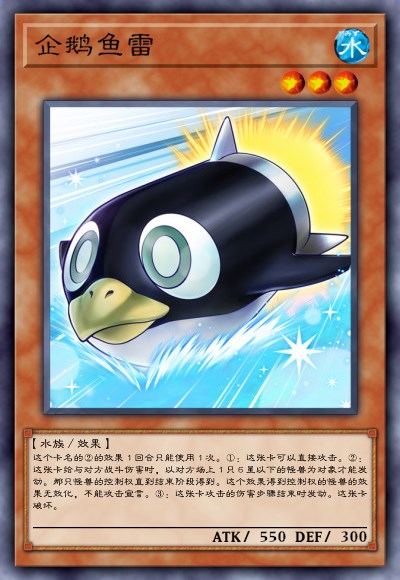 企鹅鱼雷
水
【水族／效果】
这个卡名的②的效果1回合只能使用1次。①：这张卡可以直接攻击。②：
这张卡给与对方战斗伤害时，以对方场上1只6星以下的怪兽为对象才能发
动。那只怪兽的控制权直到结束阶段得到。这个效果得到控制权的怪兽的效
果无效化，不能攻击宣言。③：这张卡攻击的伤害步骤结束时发动。这张卡
破坏。
ATK/ 550 DEF/ 300